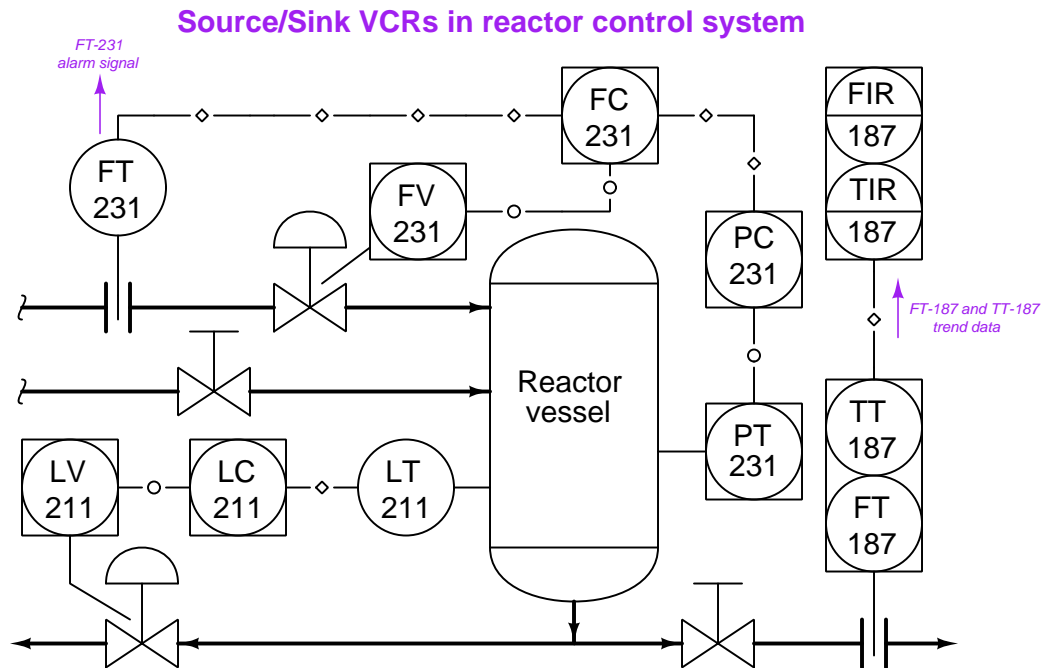 Source/Sink VCRs in reactor control system
FT-231
alarm signal
FT
231
FV
231
FC
231
PC
231
FIR
187
TIR
187
FT-187 and TT-187
trend data
Reactor
vessel
LV
211
LC
211
LT
211
PT
231
TT
187
FT
187